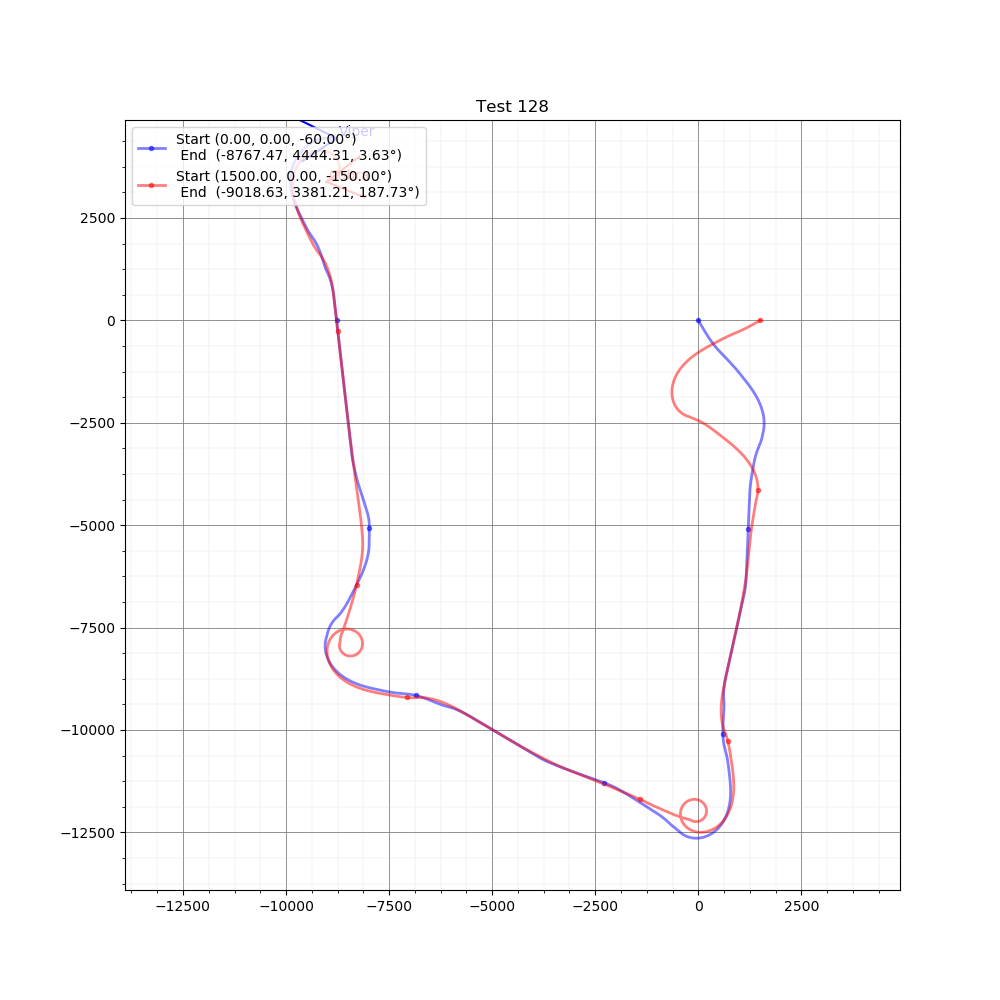 Test 128
Viper
Start (0.00, 0.00, -60.00°)
End (-8767.47, 4444.31, 3.63°)
Start (1500.00, 0.00, -150.00°)
End (-9018.63, 3381.21, 187.73°)
2500
0
−2500
−5000
−7500
−10000
−12500
−12500 −10000 −7500 −5000 −2500 0 2500